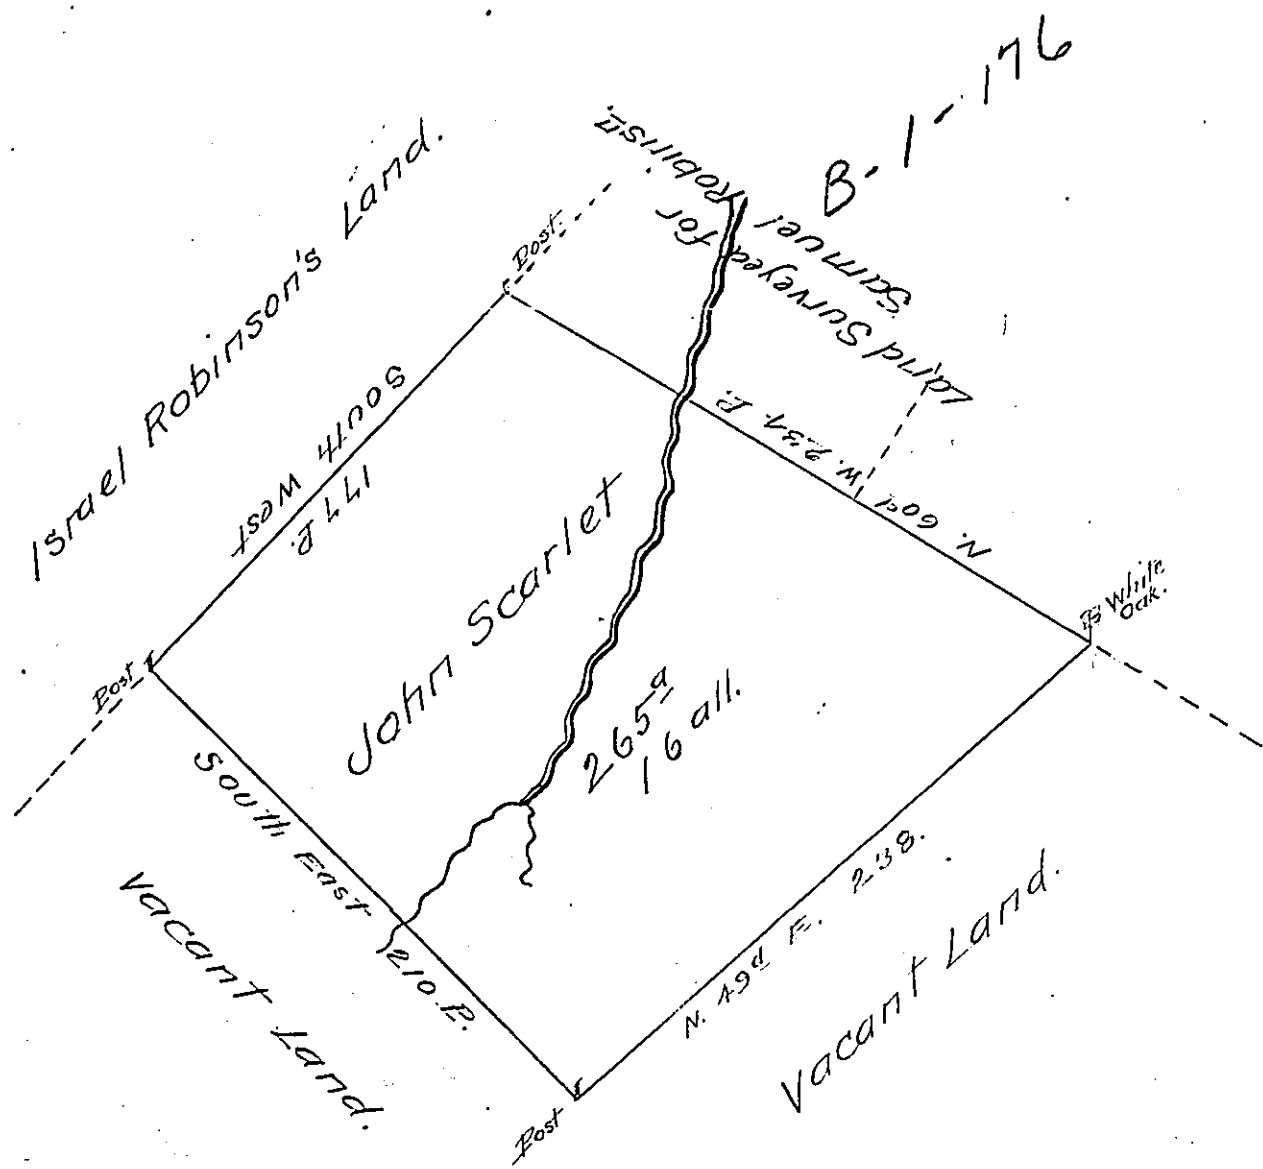 B. 1 - 176
Israel Robinson's Land.
Land Surveyed for
Samuel
Robinson.
Post.
South West
177 P.
N. 60d W. 234 P.
White
Oak.
John Scarlet
265a
16 all.
Post
South East 210 P.
N. 49d E. 238.
Vacant Land.
Vacant Land.
Post